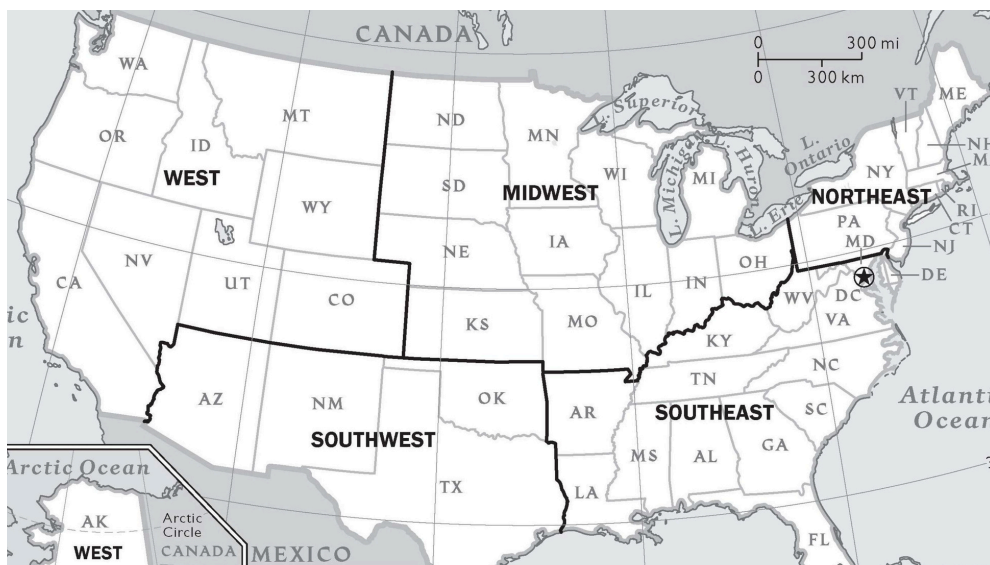 CANADA
0 300 mi
0 300 km
WA
MT
ND
MN
L. Superior
VT
ME
OR
ID
L. Michigan
L. Huro
L. Ontario
NH
M
WEST
SD
MIDWEST
WI
MI
NY
NORTHEAST
WY
L. Erie
PA
RI
CT
NE
IA
MD
NJ
NV
UT
CA
CO
IL
IN
OH
WV
DC
DE
ic
n
KS
MO
KY
VA
AZ
NM
OK
AR
TN
NC
SOUTHWEST
SOUTHEAST
SC
Atlanti
Ocean
MS
AL
GA
Arctic Ocean
TX
LA
AK
Arctic
Circle
WEST
CANADA
MEXICO
FL